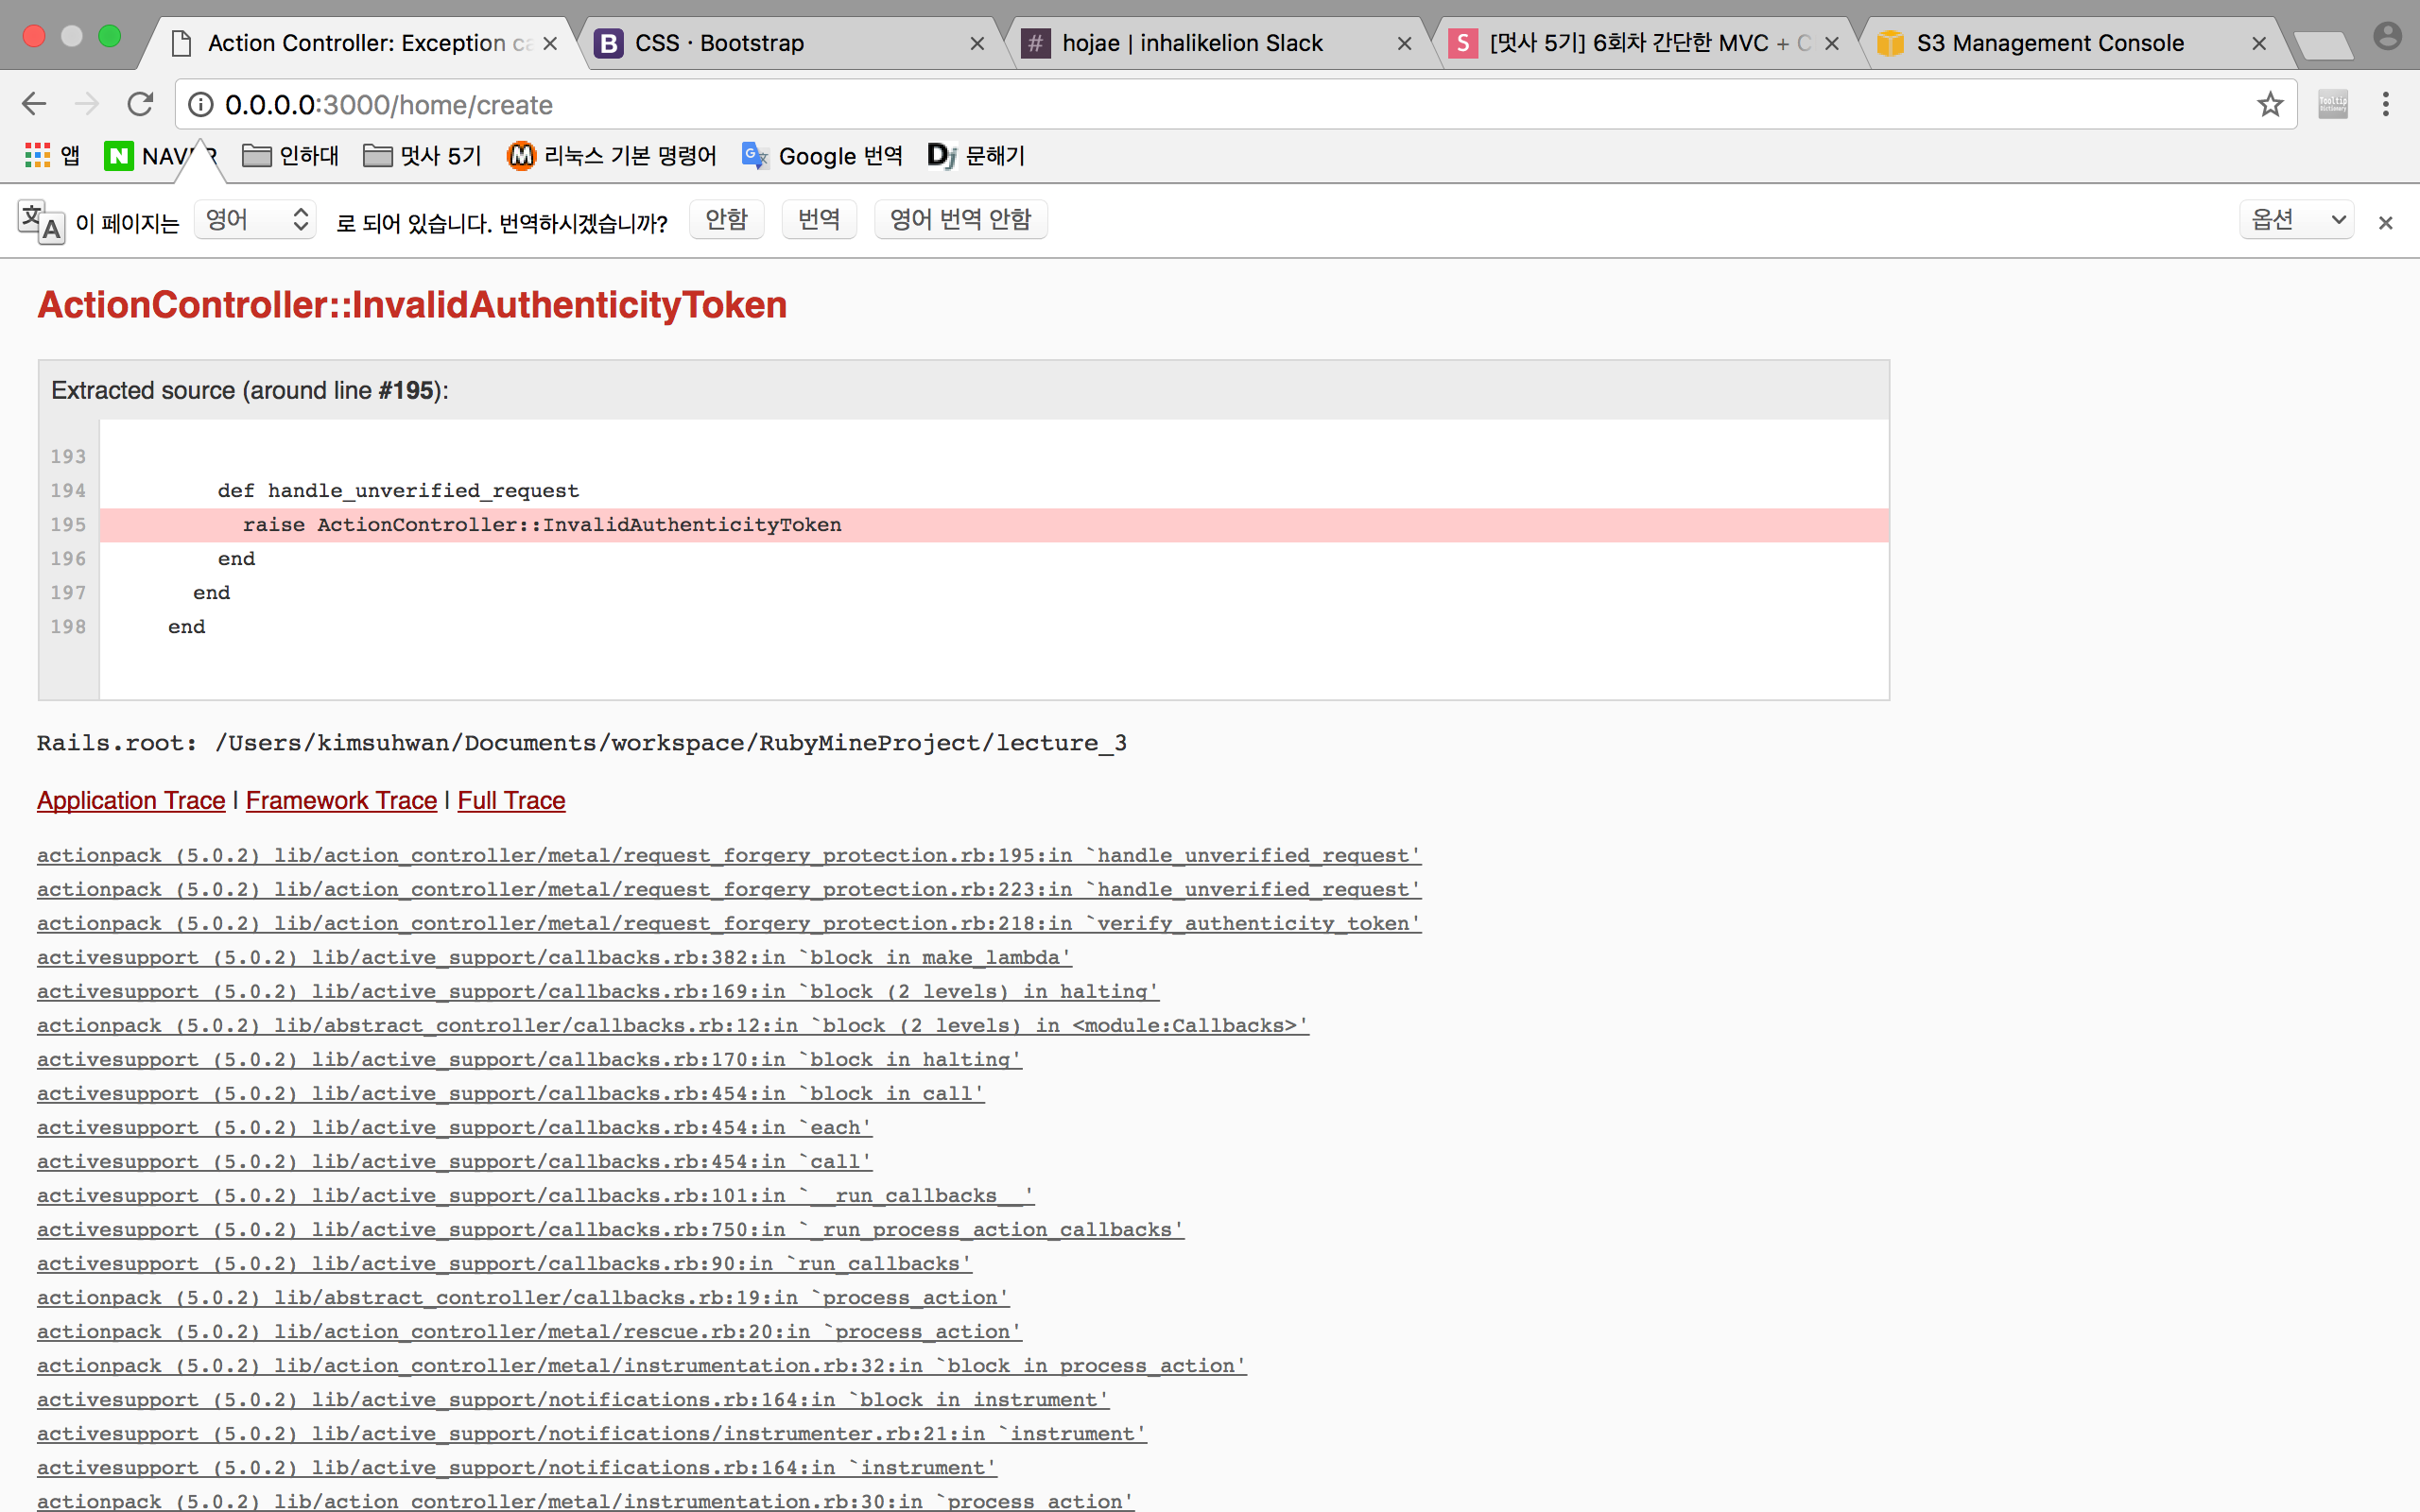 Action Controller: Exception ca
CSS · Bootstrap
hojae | inhalikelion Slack
[멋사 5기] 6회차 간단한 MVC + C
S3 Management Console
0.0.0.0:3000/home/create
앱
인하대
멋사 5기
리눅스 기본 명령어
Google 번역
문해기
이 페이지는 영어 로 되어 있습니다. 번역하시겠습니까? 안함 번역 영어 번역 안함 옵션
ActionController::InvalidAuthenticityToken
Extracted source (around line #195):
193
194 def handle_unverified_request
195 raise ActionController::InvalidAuthenticityToken
196 end
197 end
198 end
Rails.root: /Users/kimsuhwan/Documents/workspace/RubyMineProject/lecture_3
Application Trace | Framework Trace | Full Trace
actionpack (5.0.2) lib/action_controller/metal/request_forgery_protection.rb:195:in `handle_unverified_request'
actionpack (5.0.2) lib/action_controller/metal/request_forgery_protection.rb:223:in `handle_unverified_request'
actionpack (5.0.2) lib/action_controller/metal/request_forgery_protection.rb:218:in `verify_authenticity_token'
activesupport (5.0.2) lib/active_support/callbacks.rb:382:in `block in make_lambda'
activesupport (5.0.2) lib/active_support/callbacks.rb:169:in `block (2 levels) in halting'
actionpack (5.0.2) lib/abstract_controller/callbacks.rb:12:in `block (2 levels) in <module:Callbacks>'
activesupport (5.0.2) lib/active_support/callbacks.rb:170:in `block in halting'
activesupport (5.0.2) lib/active_support/callbacks.rb:454:in `block in call'
activesupport (5.0.2) lib/active_support/callbacks.rb:454:in `each'
activesupport (5.0.2) lib/active_support/callbacks.rb:454:in `call'
activesupport (5.0.2) lib/active_support/callbacks.rb:101:in `__run_callbacks__'
activesupport (5.0.2) lib/active_support/callbacks.rb:750:in `_run_process_action_callbacks'
activesupport (5.0.2) lib/active_support/callbacks.rb:90:in `run_callbacks'
actionpack (5.0.2) lib/abstract_controller/callbacks.rb:19:in `process_action'
actionpack (5.0.2) lib/action_controller/metal/rescue.rb:20:in `process_action'
actionpack (5.0.2) lib/action_controller/metal/instrumentation.rb:32:in `block in process_action'
activesupport (5.0.2) lib/active_support/notifications.rb:164:in `block in instrument'
activesupport (5.0.2) lib/active_support/notifications/instrumenter.rb:21:in `instrument'
activesupport (5.0.2) lib/active_support/notifications.rb:164:in `instrument'
actionpack (5.0.2) lib/action_controller/metal/instrumentation.rb:30:in `process_action'